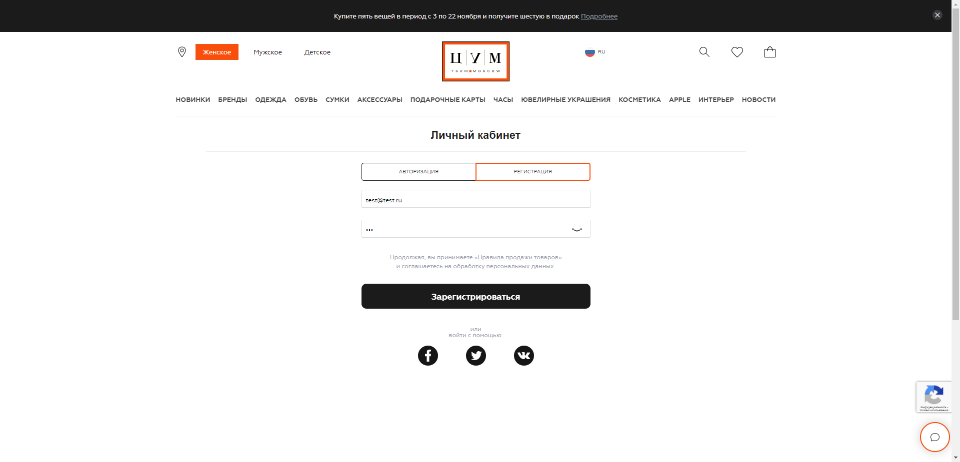 Купите пять вещей в период с 3 по 22 ноября и получите шестую в подарок Подробнее
Женское Мужское Детское
ЦУМ
RU
НОВИНКИ БРЕНДЫ ОДЕЖДА ОБУВЬ СУМКИ АКСЕССУАРЫ ПОДАРОЧНЫЕ КАРТЫ ЧАСЫ ЮВЕЛИРНЫЕ УКРАШЕНИЯ КОСМЕТИКА APPLE ИНТЕРЬЕР НОВОСТИ
Личный кабинет
АВТОРИЗАЦИЯ РЕГИСТРАЦИЯ
test@test.ru
Продолжая, вы принимаете «Правила продажи товаров»
и соглашаетесь на обработку персональных данных
Зарегистрироваться
или
войти с помощью